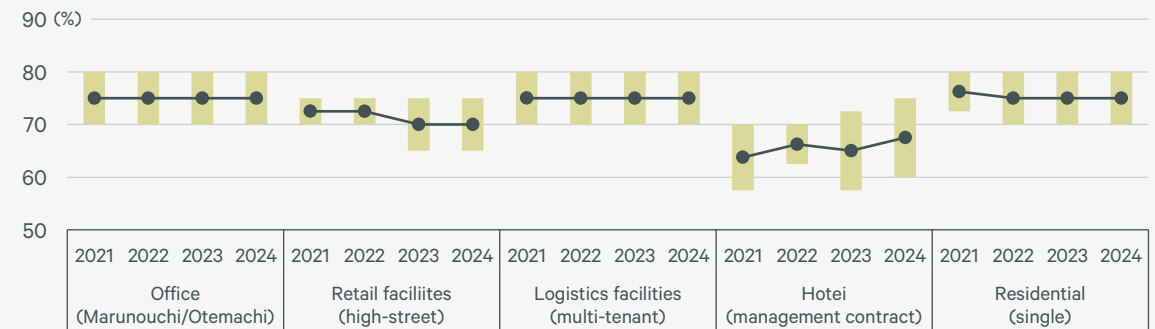 90 (%)
80
70
60
50
2021 2022 2023 2024 2021 2022 2023 2024 2021 2022 2023 2024 2021 2022 2023 2024 2021 2022 2023 2024
Office Retail faciliites Logistics facilities Hotei Residential
(Marunouchi/Otemachi) (high-street) (multi-tenant) (management contract) (single)